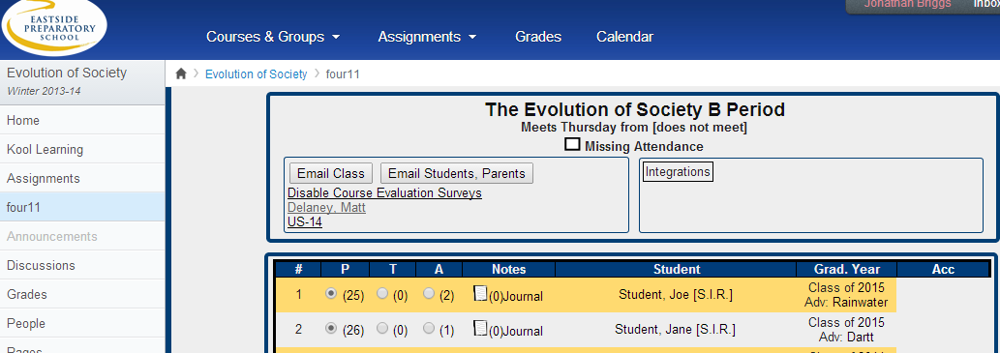 EASTSIDE
PREPARATORY
SCHOOL
Courses & Groups
Assignments
Grades
Calendar
Jonathan Briggs
Inbox
Evolution of Society
Winter 2013-14
Home
Kool Learning
Assignments
four11
Announcements
Discussions
Grades
People
Pages
Evolution of Society
four11
The Evolution of Society B Period
Meets Thursday from [does not meet]
Missing Attendance
Email Class
Email Students, Parents
Disable Course Evaluation Surveys
Delaney, Matt
US-14
Integrations
# P T A Notes Student Grad. Year Acc
1 (25) (0) (2) (0)Journal Student, Joe [S.I.R.] Class of 2015
Adv: Rainwater
2 (26) (0) (1) (0)Journal Student, Jane [S.I.R.] Class of 2015
Adv: Dartt